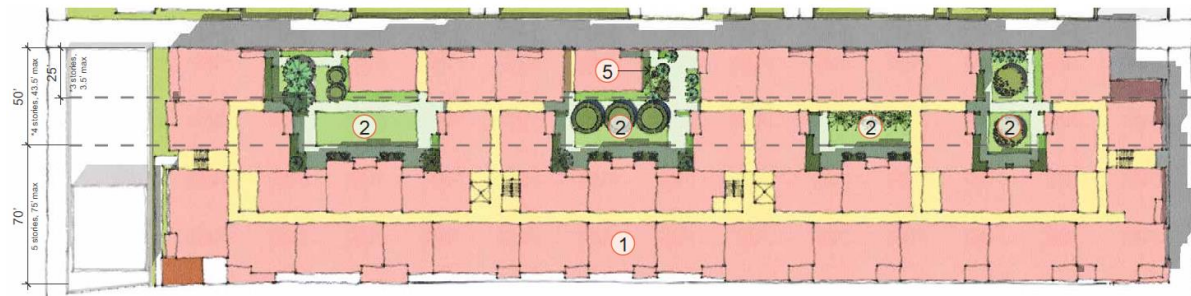 50'
25'
70'
*3 stories,
3.5' max
*4 stories, 43.5' max
5 stories, 75' max
5
2
2
2
2
1